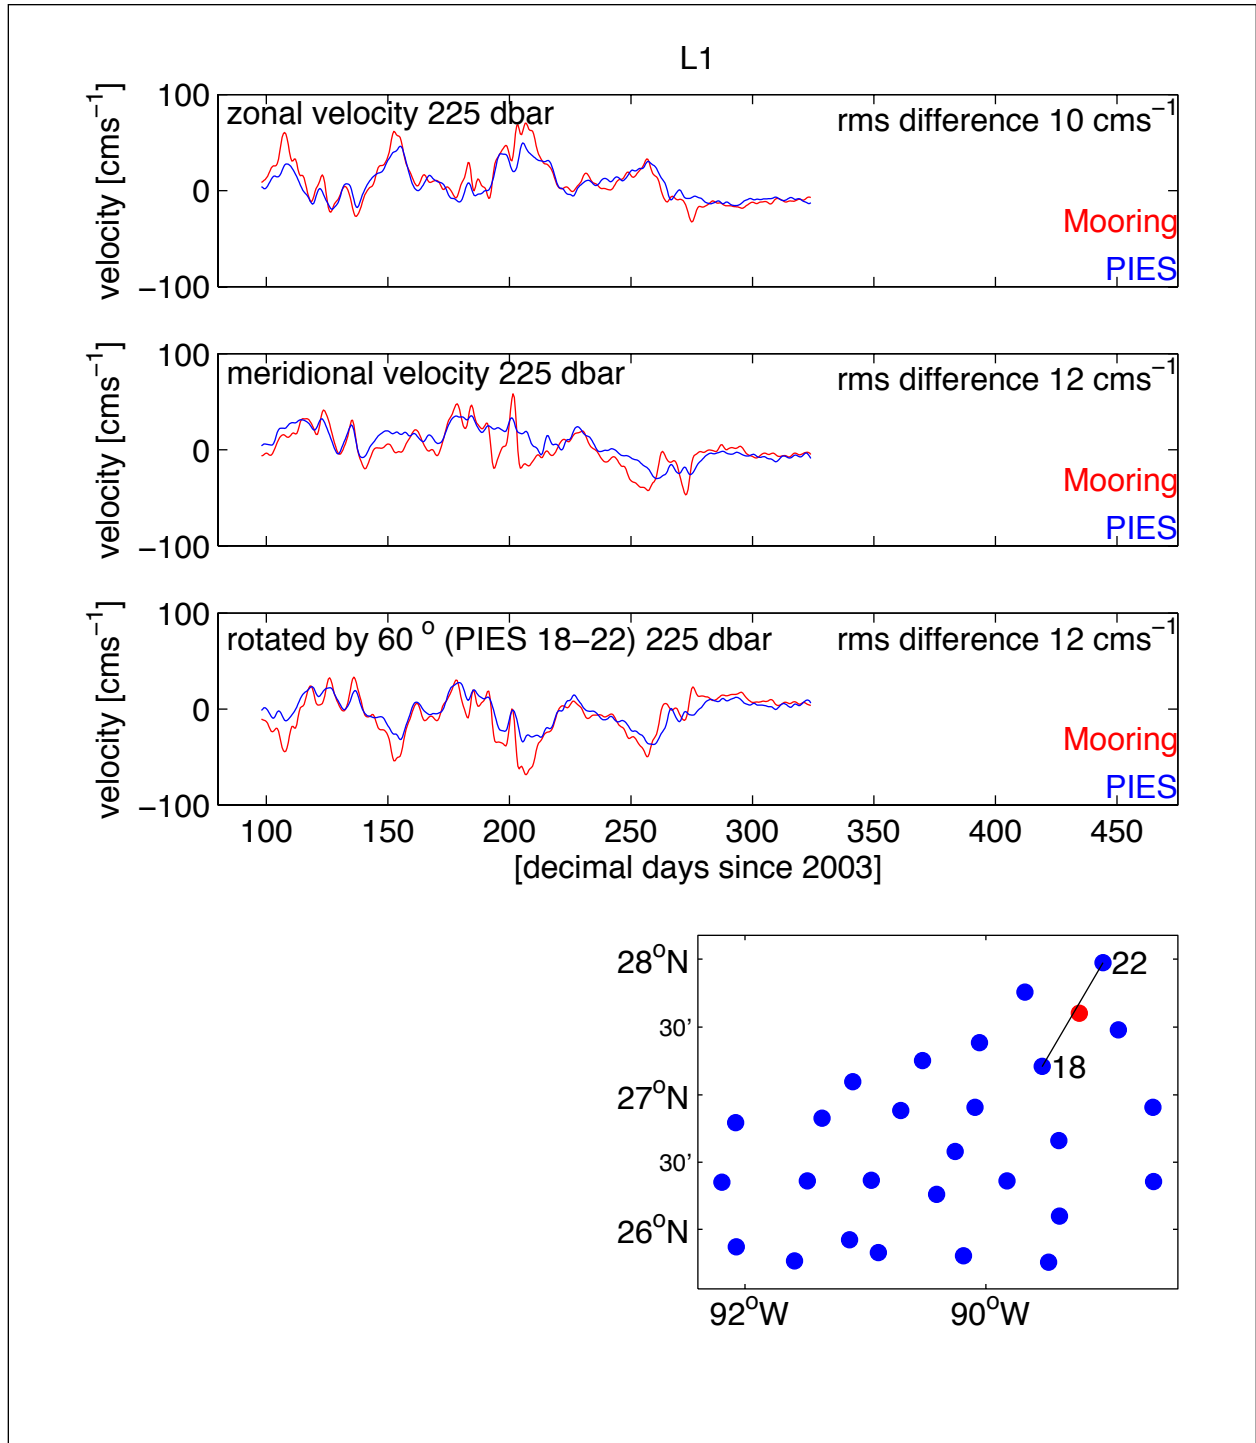 L1
100
0
−100
velocity [cms⁻¹]
zonal velocity 225 dbar
rms difference 10 cms⁻¹
Mooring
PIES
100
0
−100
velocity [cms⁻¹]
meridional velocity 225 dbar
rms difference 12 cms⁻¹
Mooring
PIES
100
0
−100
velocity [cms⁻¹]
rotated by 60 ° (PIES 18−22) 225 dbar
rms difference 12 cms⁻¹
Mooring
PIES
100 150 200 250 300 350 400 450
[decimal days since 2003]
28°N
30'
27°N
30'
26°N
22
18
92°W 90°W